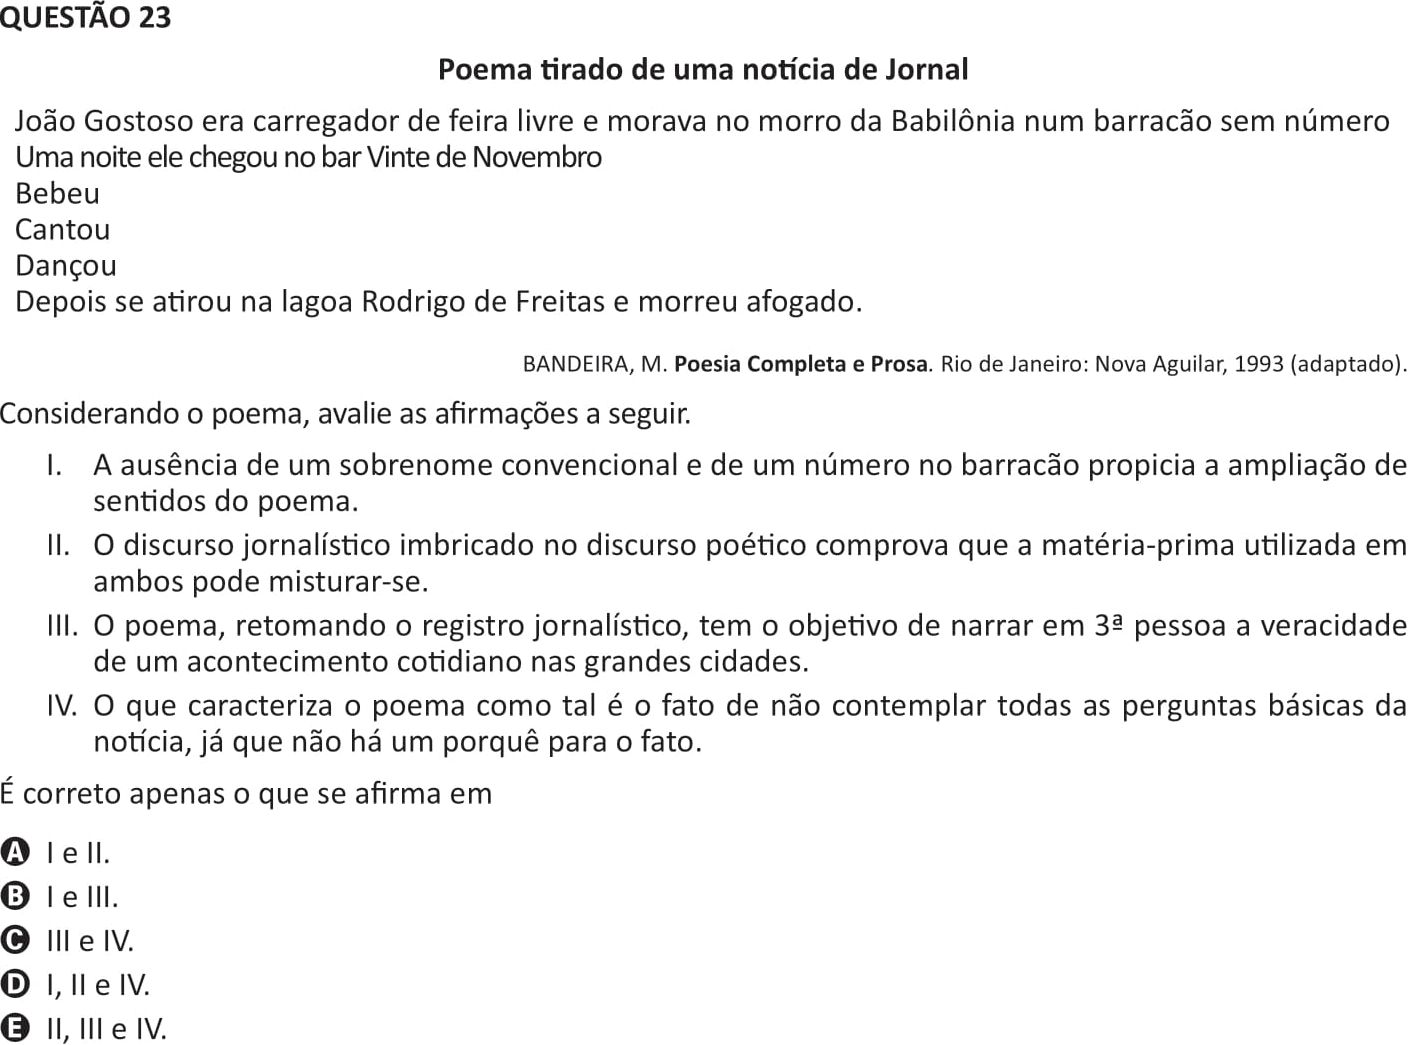 QUESTÃO 23
Poema tirado de uma notícia de Jornal
João Gostoso era carregador de feira livre e morava no morro da Babilônia num barracão sem número
Uma noite ele chegou no bar Vinte de Novembro
Bebeu
Cantou
Dançou
Depois se atirou na lagoa Rodrigo de Freitas e morreu afogado.
BANDEIRA, M. Poesia Completa e Prosa. Rio de Janeiro: Nova Aguilar, 1993 (adaptado).
Considerando o poema, avalie as afirmações a seguir.
I. A ausência de um sobrenome convencional e de um número no barracão propicia a ampliação de
sentidos do poema.
II. O discurso jornalístico imbricado no discurso poético comprova que a matéria-prima utilizada em
ambos pode misturar-se.
III. O poema, retomando o registro jornalístico, tem o objetivo de narrar em 3ª pessoa a veracidade
de um acontecimento cotidiano nas grandes cidades.
IV. O que caracteriza o poema como tal é o fato de não contemplar todas as perguntas básicas da
notícia, já que não há um porquê para o fato.
É correto apenas o que se afirma em
A I e II.
B I e III.
C III e IV.
D I, II e IV.
E II, III e IV.